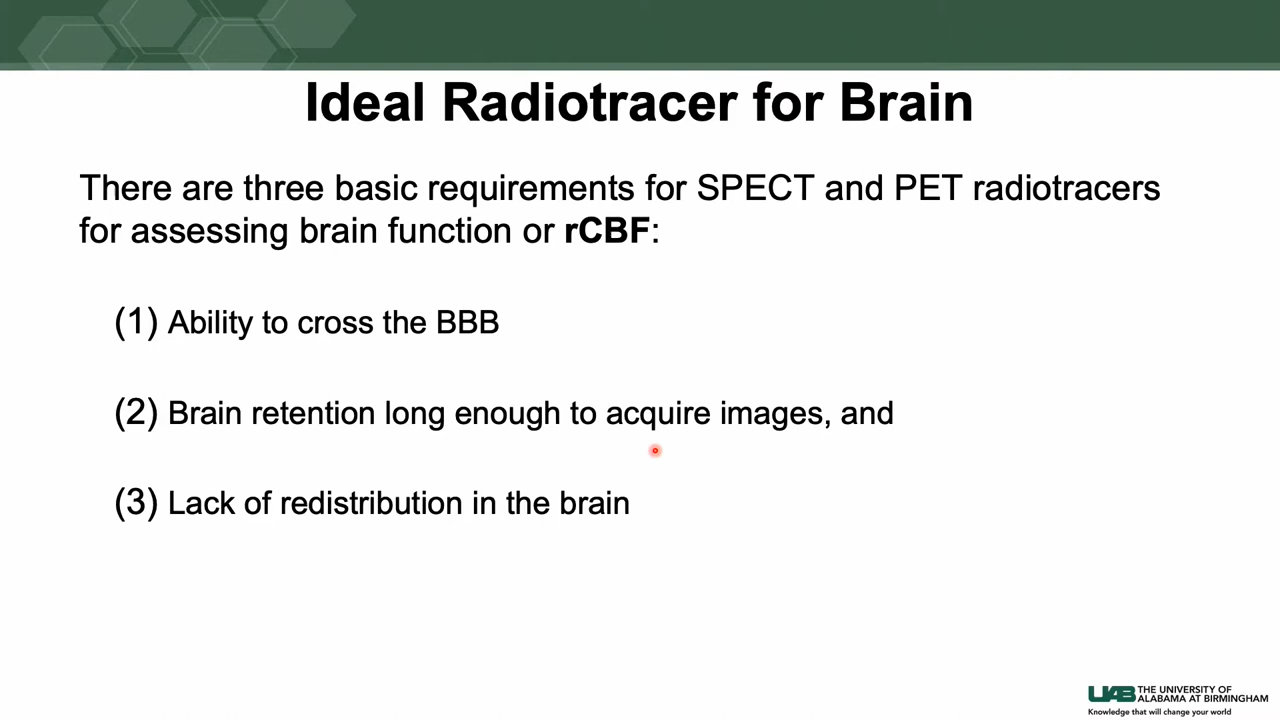 Ideal Radiotracer for Brain
There are three basic requirements for SPECT and PET radiotracers
for assessing brain function or rCBF:
(1) Ability to cross the BBB
(2) Brain retention long enough to acquire images, and
(3) Lack of redistribution in the brain
UAB THE UNIVERSITY OF
ALABAMA AT BIRMINGHAM
Knowledge that will change your world